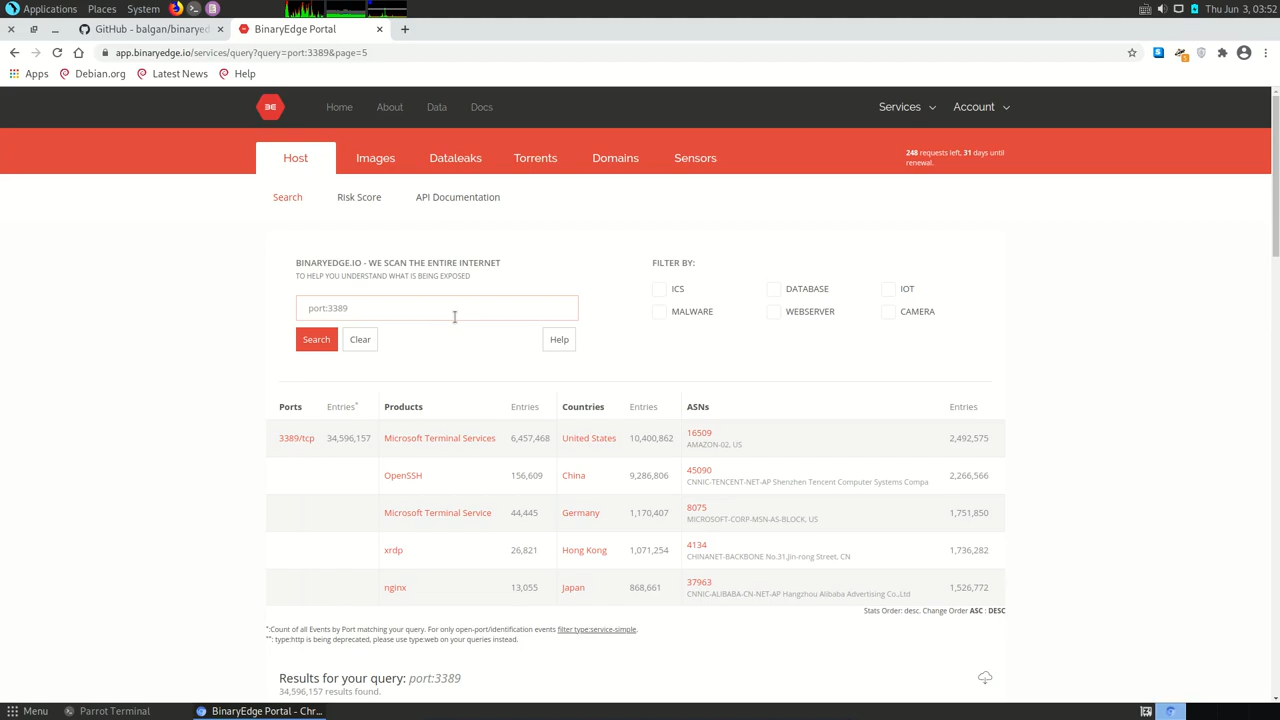 Applications Places System Thu Jun 3, 03:52
GitHub - balgan/binaryed BinaryEdge Portal
app.binaryedge.io/services/query?query=port:3389&page=5
Apps Debian.org Latest News Help
Home About Data Docs Services Account
Host Images Dataleaks Torrents Domains Sensors 248 requests left, 31 days until
renewal.
Search Risk Score API Documentation
BINARYEDGE.IO - WE SCAN THE ENTIRE INTERNET FILTER BY:
TO HELP YOU UNDERSTAND WHAT IS BEING EXPOSED
ICS DATABASE IOT
port:3389 MALWARE WEBSERVER CAMERA
Search Clear Help
Ports Entries* Products Entries Countries Entries ASNs Entries
3389/tcp 34,596,157 Microsoft Terminal Services 6,457,468 United States 10,400,862 16509 2,492,575
AMAZON-02, US
OpenSSH 156,609 China 9,286,806 45090 2,266,566
CNNIC-TENCENT-NET-AP Shenzhen Tencent Computer Systems Compa
Microsoft Terminal Service 44,445 Germany 1,170,407 8075 1,751,850
MICROSOFT-CORP-MSN-AS-BLOCK, US
xrdp 26,821 Hong Kong 1,071,254 4134 1,736,282
CHINANET-BACKBONE No.31,Jin-rong Street, CN
nginx 13,055 Japan 868,661 37963 1,526,772
CNNIC-ALIBABA-CN-NET-AP Hangzhou Alibaba Advertising Co.,Ltd
Stats Order: desc. Change Order ASC : DESC
*:Count of all Events by Port matching your query. For only open-port/identification events filter type:service-simple.
**: type:http is being deprecated, please use type:web on your queries instead.
Results for your query: port:3389
34,596,157 results found.
Menu Parrot Terminal BinaryEdge Portal - Chr...